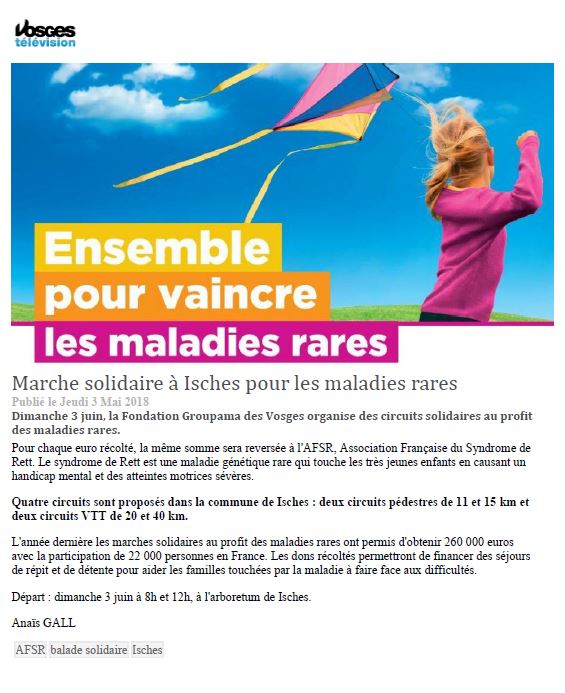 Vosges
télévision
Ensemble
pour vaincre
les maladies rares
Marche solidaire à Isches pour les maladies rares
Publié le Jeudi 3 Mai 2018
Dimanche 3 juin, la Fondation Groupama des Vosges organise des circuits solidaires au profit
des maladies rares.
Pour chaque euro récolté, la même somme sera reversée à l'AFSR, Association Française du Syndrome de
Rett. Le syndrome de Rett est une maladie génétique rare qui touche les très jeunes enfants en causant un
handicap mental et des atteintes motrices sévères.
Quatre circuits sont proposés dans la commune de Isches : deux circuits pédestres de 11 et 15 km et
deux circuits VTT de 20 et 40 km.
L'année dernière les marches solidaires au profit des maladies rares ont permis d'obtenir 260 000 euros
avec la participation de 22 000 personnes en France. Les dons récoltés permettront de financer des séjours
de répit et de détente pour aider les familles touchées par la maladie à faire face aux difficultés.
Départ : dimanche 3 juin à 8h et 12h, à l'arboretum de Isches.
Anaïs GALL
AFSR balade solidaire Isches